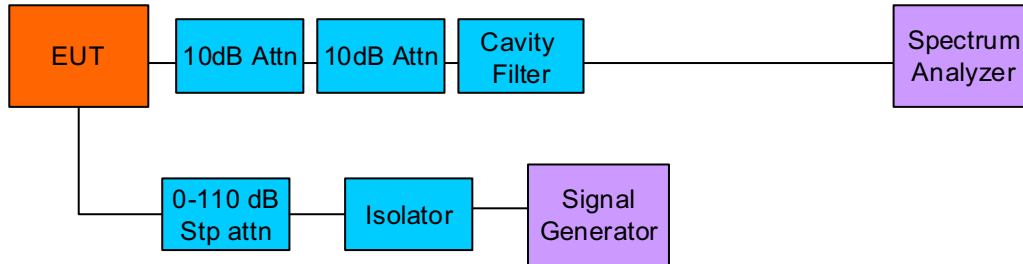 EUT
10dB Attn
10dB Attn
Cavity
Filter
Spectrum
Analyzer
0-110 dB
Stp attn
Isolator
Signal
Generator